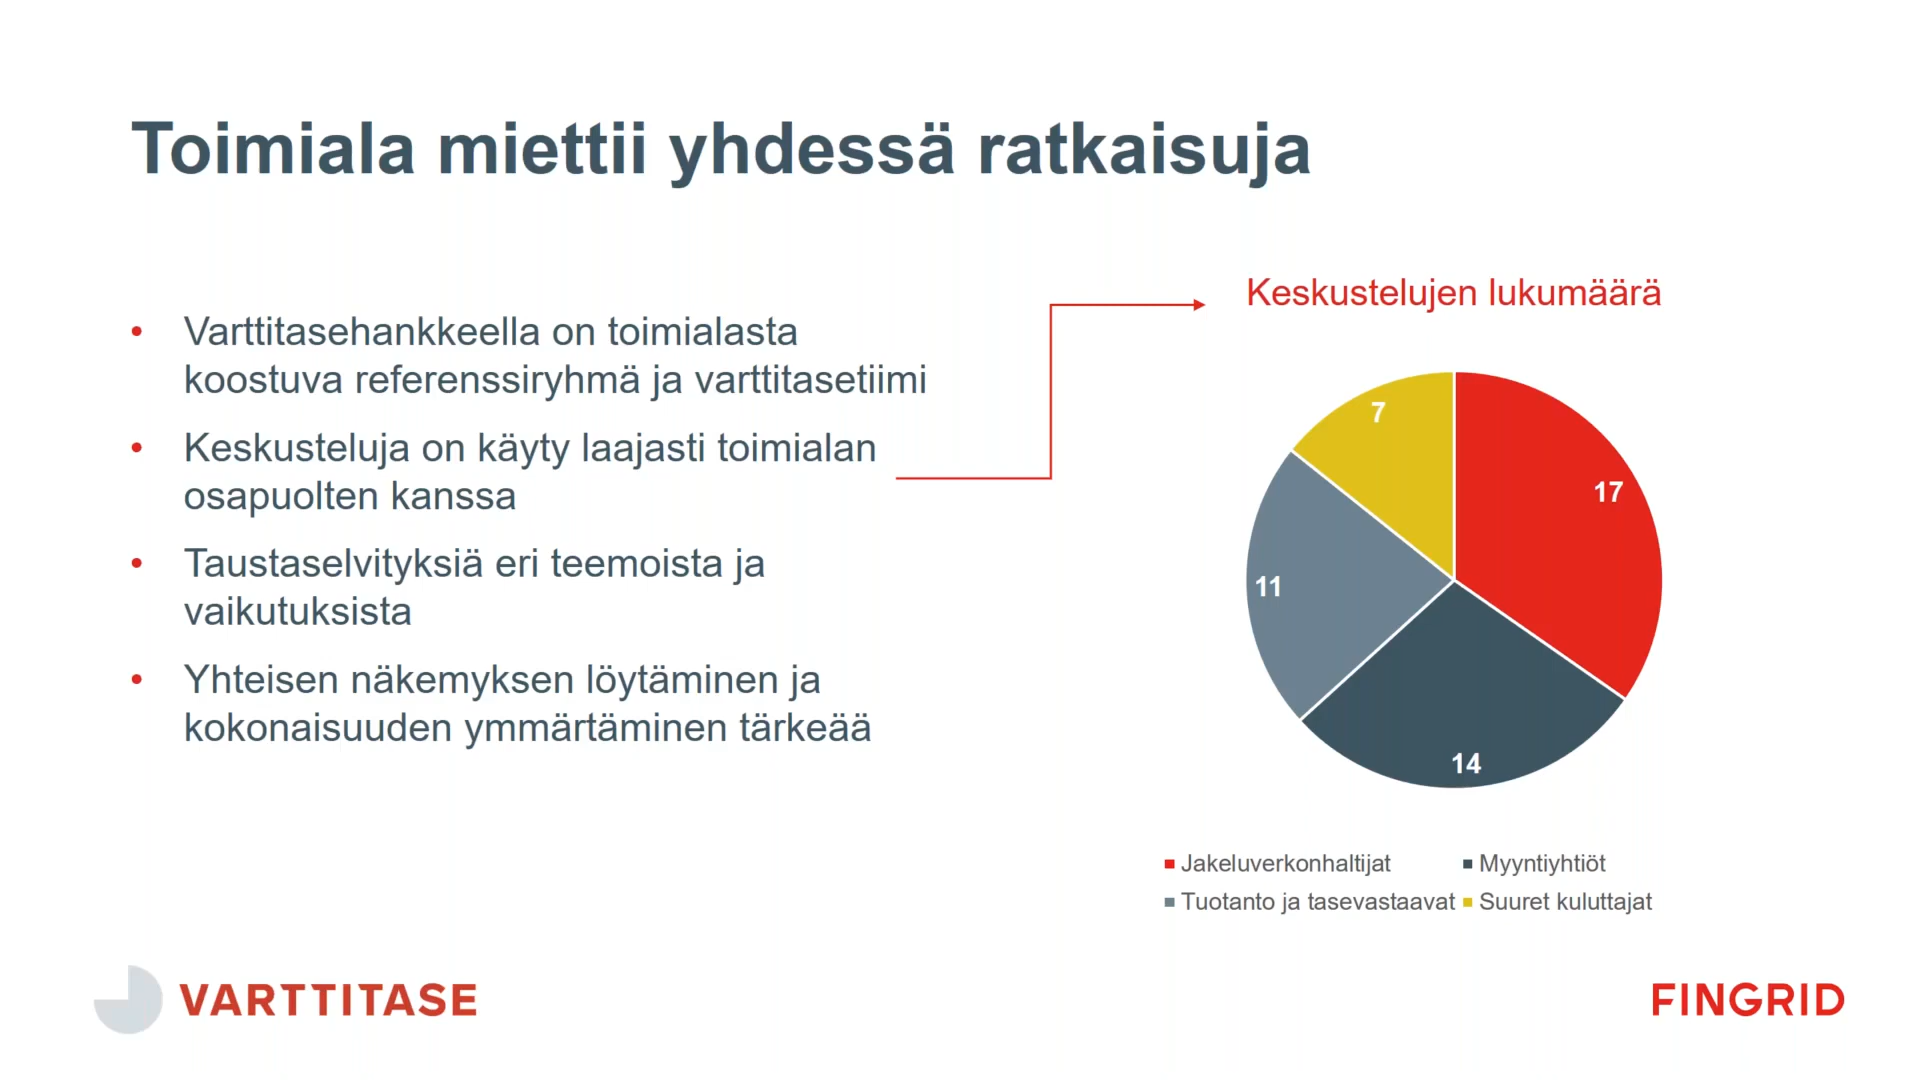 Toimiala miettii yhdessä ratkaisuja
• Varttitasehankkeella on toimialasta
koostuva referenssiryhmä ja varttitasetiimi
• Keskusteluja on käyty laajasti toimialan
osapuolten kanssa
• Taustaselvityksiä eri teemoista ja
vaikutuksista
• Yhteisen näkemyksen löytäminen ja
kokonaisuuden ymmärtäminen tärkeää
Keskustelujen lukumäärä
7
17
11
14
Jakeluverkonhaltijat
Myyntiyhtiöt
Tuotanto ja tasevastaavat
Suuret kuluttajat
VARTTITASE
FINGRID